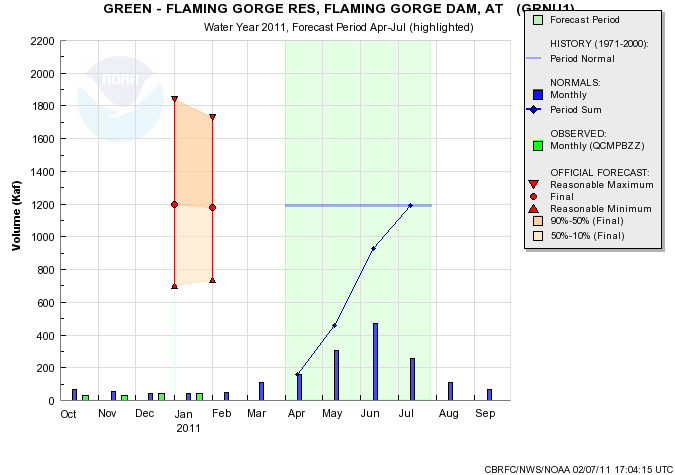 GREEN - FLAMING GORGE RES, FLAMING GORGE DAM, AT (GRNU1)
Water Year 2011, Forecast Period Apr-Jul (highlighted)
Forecast Period
HISTORY (1971-2000):
Period Normal
NORMALS:
Monthly
Period Sum
OBSERVED:
Monthly (QCMPBZZ)
OFFICIAL FORECAST:
Reasonable Maximum
Final
Reasonable Minimum
90%-50% (Final)
50%-10% (Final)
NOAA
Volume (Kaf)
2200
2000
1800
1600
1400
1200
1000
800
600
400
200
0
Oct Nov Dec Jan Feb Mar Apr May Jun Jul Aug Sep
2011
CBRFC/NWS/NOAA 02/07/11 17:04:15 UTC